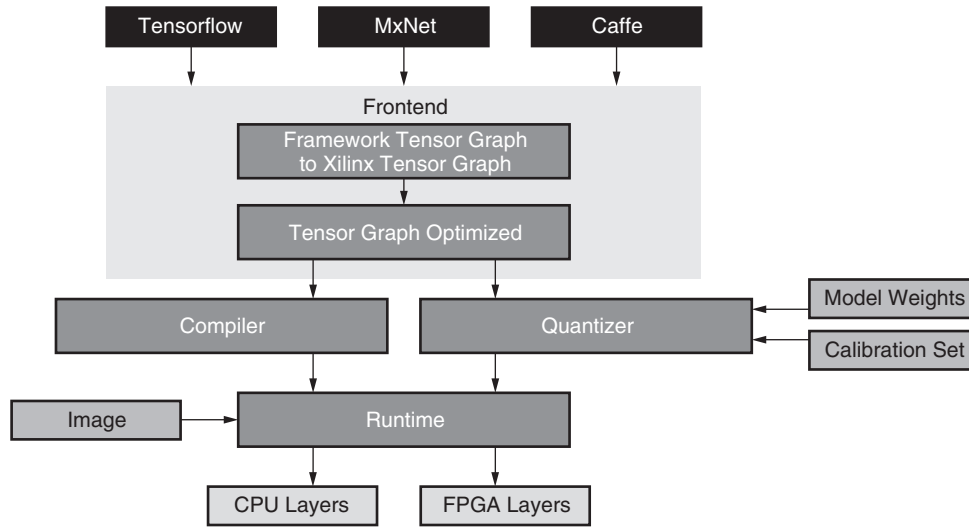 Tensorflow
MxNet
Caffe
Frontend
Framework Tensor Graph
to Xilinx Tensor Graph
Tensor Graph Optimized
Compiler
Quantizer
Model Weights
Calibration Set
Image
Runtime
CPU Layers
FPGA Layers